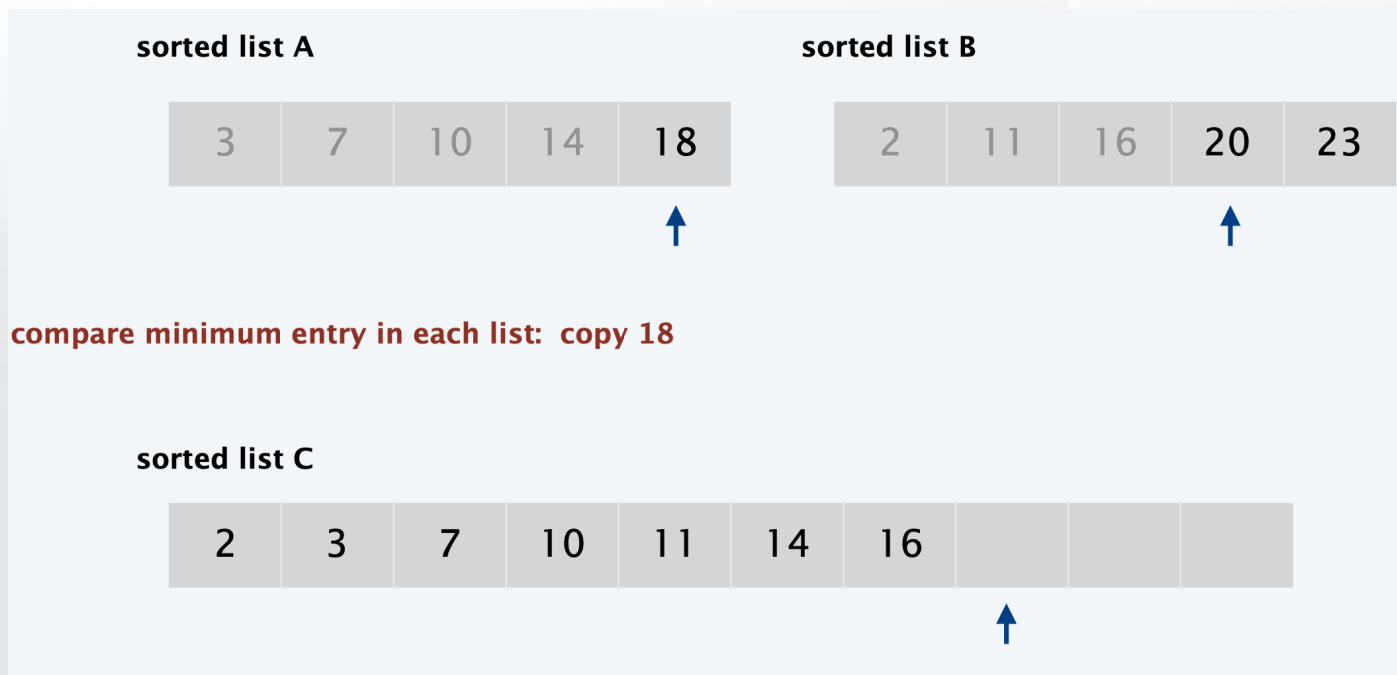 sorted list A sorted list B
3 7 10 14 18 2 11 16 20 23
compare minimum entry in each list: copy 18
sorted list C
2 3 7 10 11 14 16